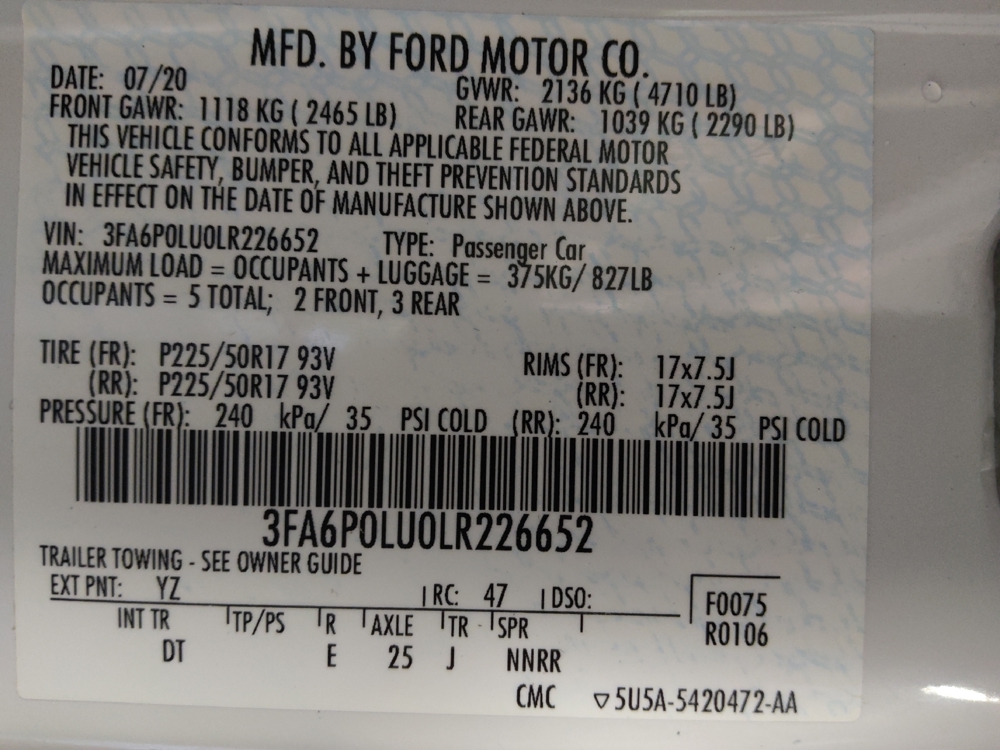 MFD. BY FORD MOTOR CO.
DATE: 07/20 GVWR: 2136 KG ( 4710 LB)
FRONT GAWR: 1118 KG ( 2465 LB) REAR GAWR: 1039 KG ( 2290 LB)
THIS VEHICLE CONFORMS TO ALL APPLICABLE FEDERAL MOTOR
VEHICLE SAFETY, BUMPER, AND THEFT PREVENTION STANDARDS
IN EFFECT ON THE DATE OF MANUFACTURE SHOWN ABOVE.
VIN: 3FA6P0LU0LR226652 TYPE: Passenger Car
MAXIMUM LOAD = OCCUPANTS + LUGGAGE = 375KG/ 827LB
OCCUPANTS = 5 TOTAL; 2 FRONT, 3 REAR
TIRE (FR): P225/50R17 93V RIMS (FR): 17x7.5J
(RR): P225/50R17 93V (RR): 17x7.5J
PRESSURE (FR): 240 kPa/ 35 PSI COLD (RR): 240 kPa/ 35 PSI COLD
3FA6P0LU0LR226652
TRAILER TOWING - SEE OWNER GUIDE
EXT PNT: YZ RC: 47 DSO: F0075
INT TR TP/PS R AXLE TR SPR R0106
DT E 25 J NNRR
CMC ▽5U5A-5420472-AA